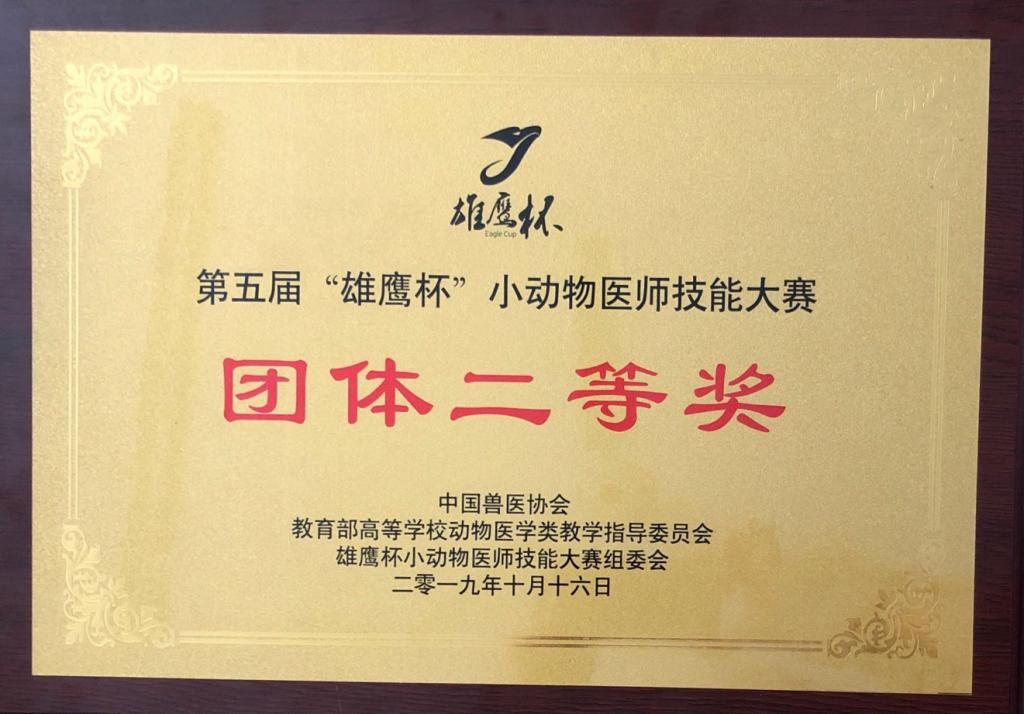 雄鹰杯
Eagle Cup
第五届“雄鹰杯”小动物医师技能大赛
团体二等奖
中国兽医协会
教育部高等学校动物医学类教学指导委员会
雄鹰杯小动物医师技能大赛组委会
二零一九年十月十六日